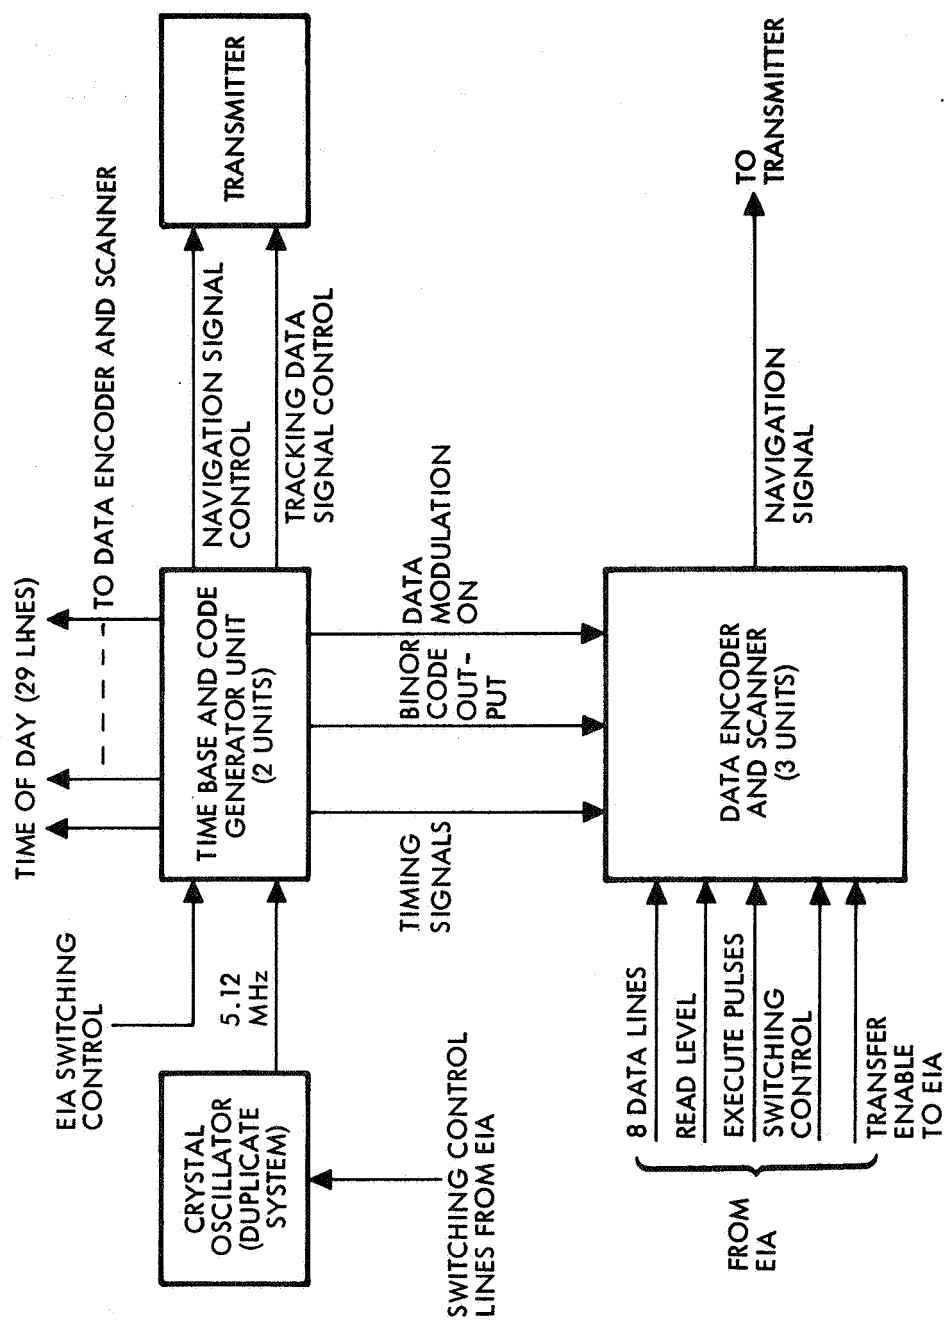 TIME OF DAY (29 LINES)
TO DATA ENCODER AND SCANNER
EIA SWITCHING
CONTROL
CRYSTAL
OSCILLATOR
(DUPLICATE
SYSTEM)
5.12
MHz
TIME BASE AND CODE
GENERATOR UNIT
(2 UNITS)
NAVIGATION SIGNAL
CONTROL
TRACKING DATA
SIGNAL CONTROL
TRANSMITTER
SWITCHING CONTROL
LINES FROM EIA
TIMING
SIGNALS
BINOR
CODE
OUT-
PUT
DATA
MODULATION
ON
FROM
EIA
8 DATA LINES
READ LEVEL
EXECUTE PULSES
SWITCHING
CONTROL
TRANSFER
ENABLE
TO EIA
DATA ENCODER
AND SCANNER
(3 UNITS)
NAVIGATION
SIGNAL
TO
TRANSMITTER